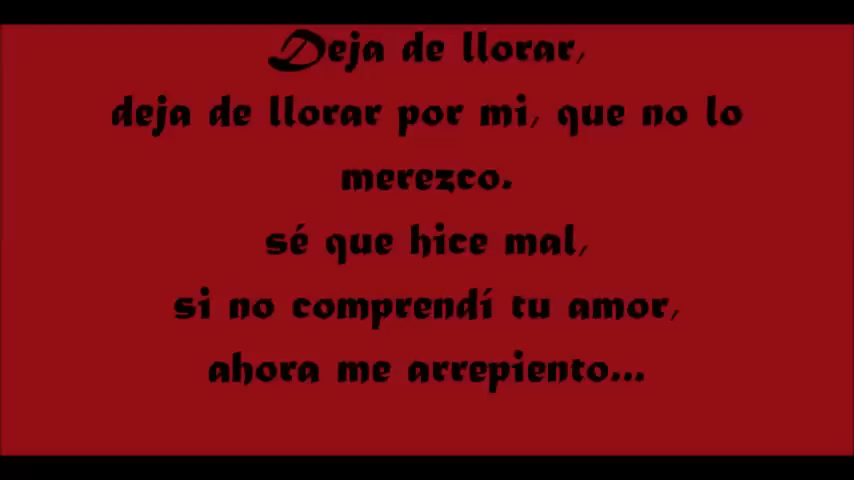 Deja de llorar,
deja de llorar por mi, que no lo
merezco.
sé que hice mal,
si no comprendí tu amor,
ahora me arrepiento...